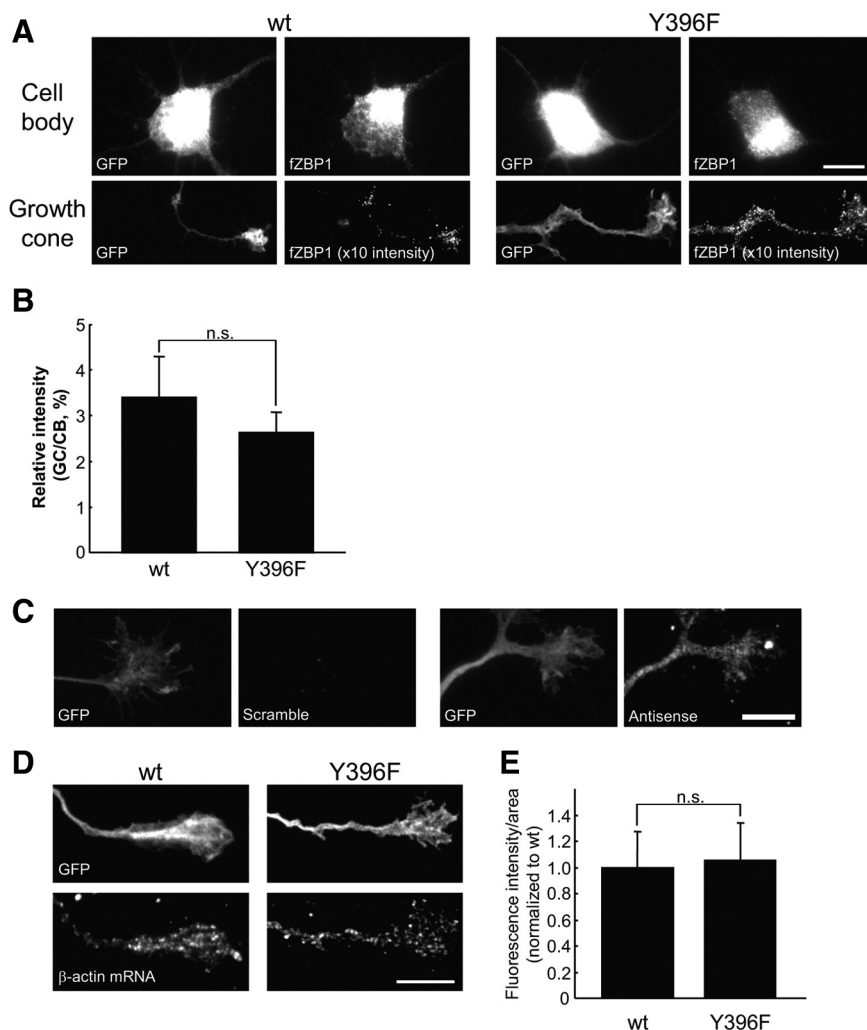 A
wt
Y396F
Cell
body
GFP
fZBP1
GFP
fZBP1
Growth
cone
GFP
fZBP1 (x10 intensity)
GFP
fZBP1 (x10 intensity)
B
Relative intensity
(GC/CB, %)
5
4
3
2
1
0
n.s.
wt
Y396F
C
GFP
Scramble
GFP
Antisense
D
wt
Y396F
GFP
β-actin mRNA
E
Fluorescence intensity/area
(normalized to wt)
1.4
1.2
1.0
0.8
0.6
0.4
0.2
0
n.s.
wt
Y396F